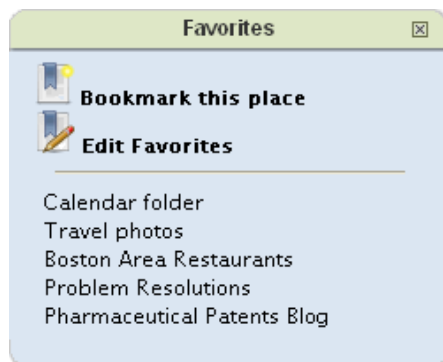 Favorites
Bookmark this place
Edit Favorites
Calendar folder
Travel photos
Boston Area Restaurants
Problem Resolutions
Pharmaceutical Patents Blog